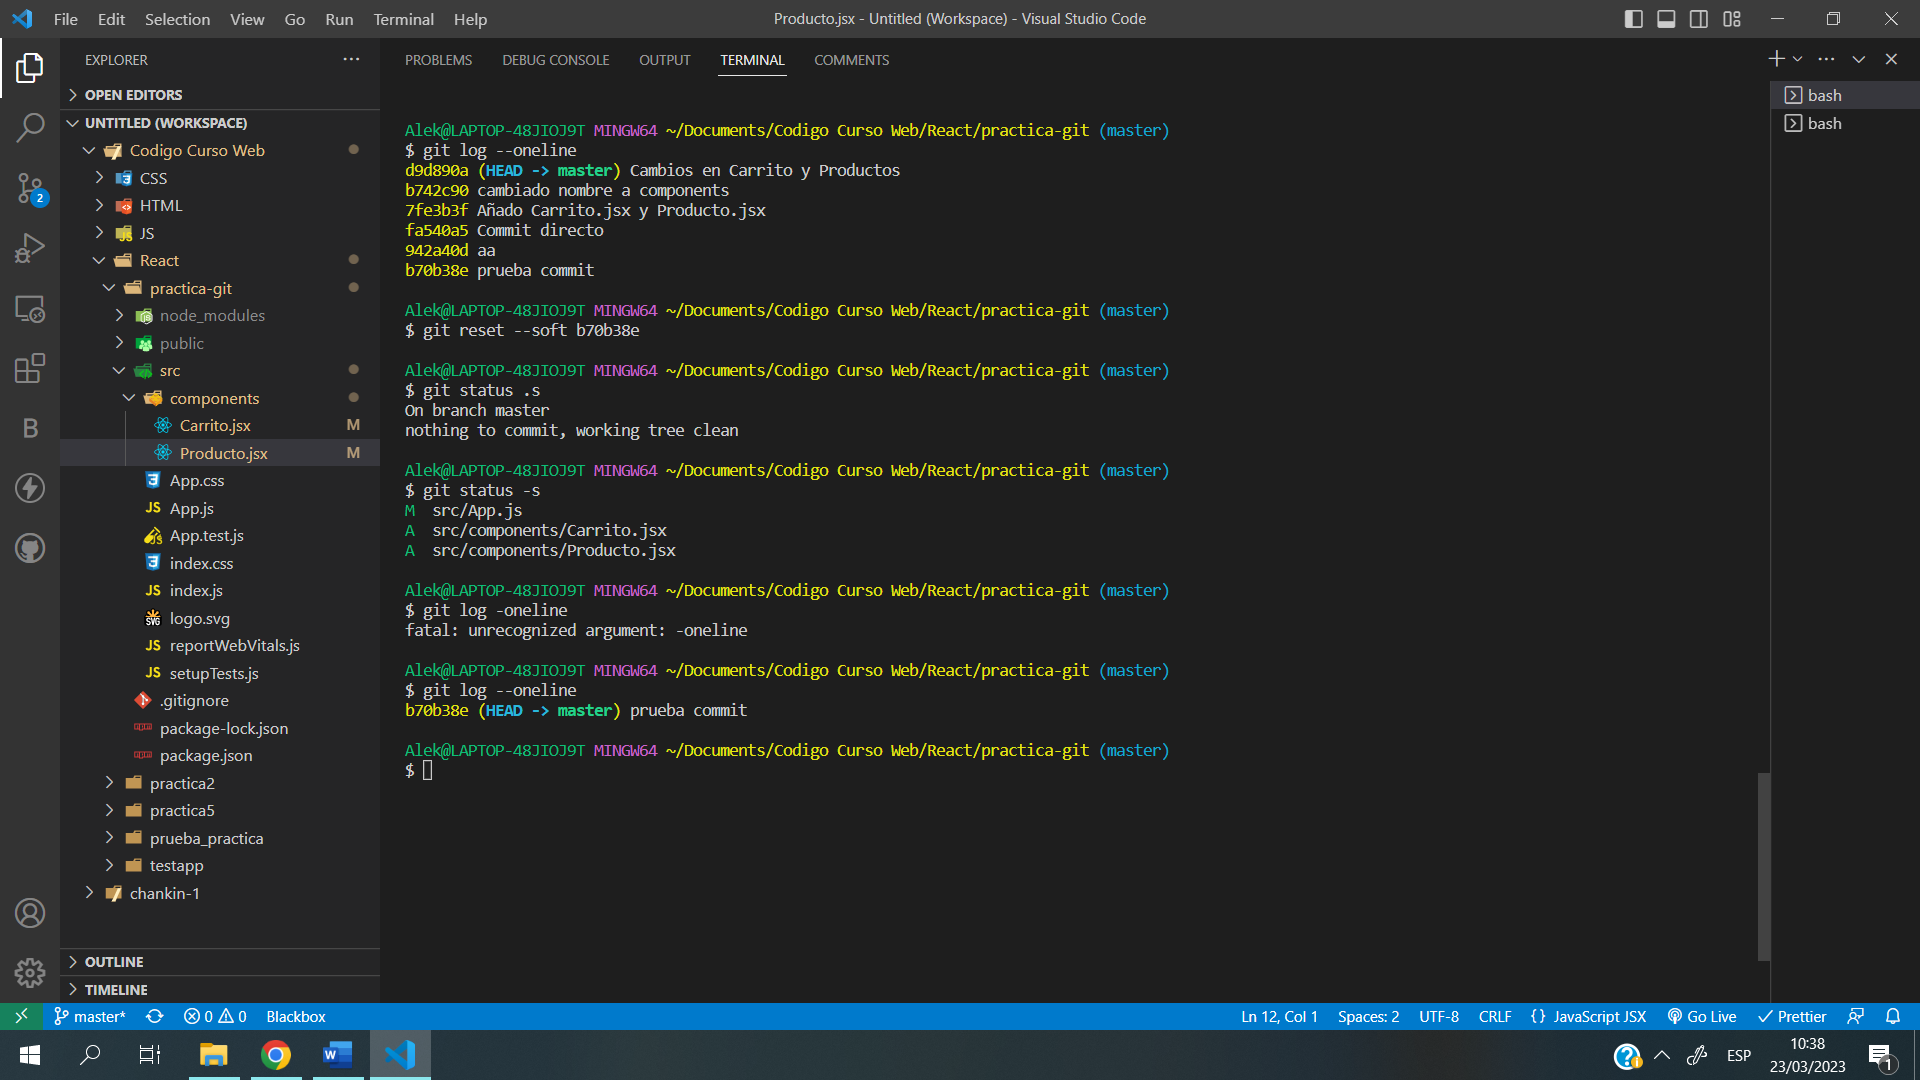 File Edit Selection View Go Run Terminal Help
Producto.jsx - Untitled (Workspace) - Visual Studio Code
EXPLORER
OPEN EDITORS
UNTITLED (WORKSPACE)
Codigo Curso Web
CSS
HTML
JS JS
React
practica-git
node_modules
public
src
components
Carrito.jsx M
Producto.jsx M
App.css
JS App.js
App.test.js
index.css
JS index.js
SVG logo.svg
JS reportWebVitals.js
JS setupTests.js
.gitignore
package-lock.json
package.json
practica2
practica5
prueba_practica
testapp
chankin-1
OUTLINE
TIMELINE
2
B
PROBLEMS DEBUG CONSOLE OUTPUT TERMINAL COMMENTS
Alek@LAPTOP-48JIOJ9T MINGW64 ~/Documents/Codigo Curso Web/React/practica-git (master)
$ git log --oneline
d9d890a (HEAD -> master) Cambios en Carrito y Productos
b742c90 cambiado nombre a components
7fe3b3f Añado Carrito.jsx y Producto.jsx
fa540a5 Commit directo
942a40d aa
b70b38e prueba commit
Alek@LAPTOP-48JIOJ9T MINGW64 ~/Documents/Codigo Curso Web/React/practica-git (master)
$ git reset --soft b70b38e
Alek@LAPTOP-48JIOJ9T MINGW64 ~/Documents/Codigo Curso Web/React/practica-git (master)
$ git status .s
On branch master
nothing to commit, working tree clean
Alek@LAPTOP-48JIOJ9T MINGW64 ~/Documents/Codigo Curso Web/React/practica-git (master)
$ git status -s
M  src/App.js
A  src/components/Carrito.jsx
A  src/components/Producto.jsx
Alek@LAPTOP-48JIOJ9T MINGW64 ~/Documents/Codigo Curso Web/React/practica-git (master)
$ git log -oneline
fatal: unrecognized argument: -oneline
Alek@LAPTOP-48JIOJ9T MINGW64 ~/Documents/Codigo Curso Web/React/practica-git (master)
$ git log --oneline
b70b38e (HEAD -> master) prueba commit
Alek@LAPTOP-48JIOJ9T MINGW64 ~/Documents/Codigo Curso Web/React/practica-git (master)
$
bash
bash
master* 0 0 Blackbox
Ln 12, Col 1 Spaces: 2 UTF-8 CRLF {} JavaScript JSX Go Live Prettier
W
ESP
10:38
23/03/2023
1